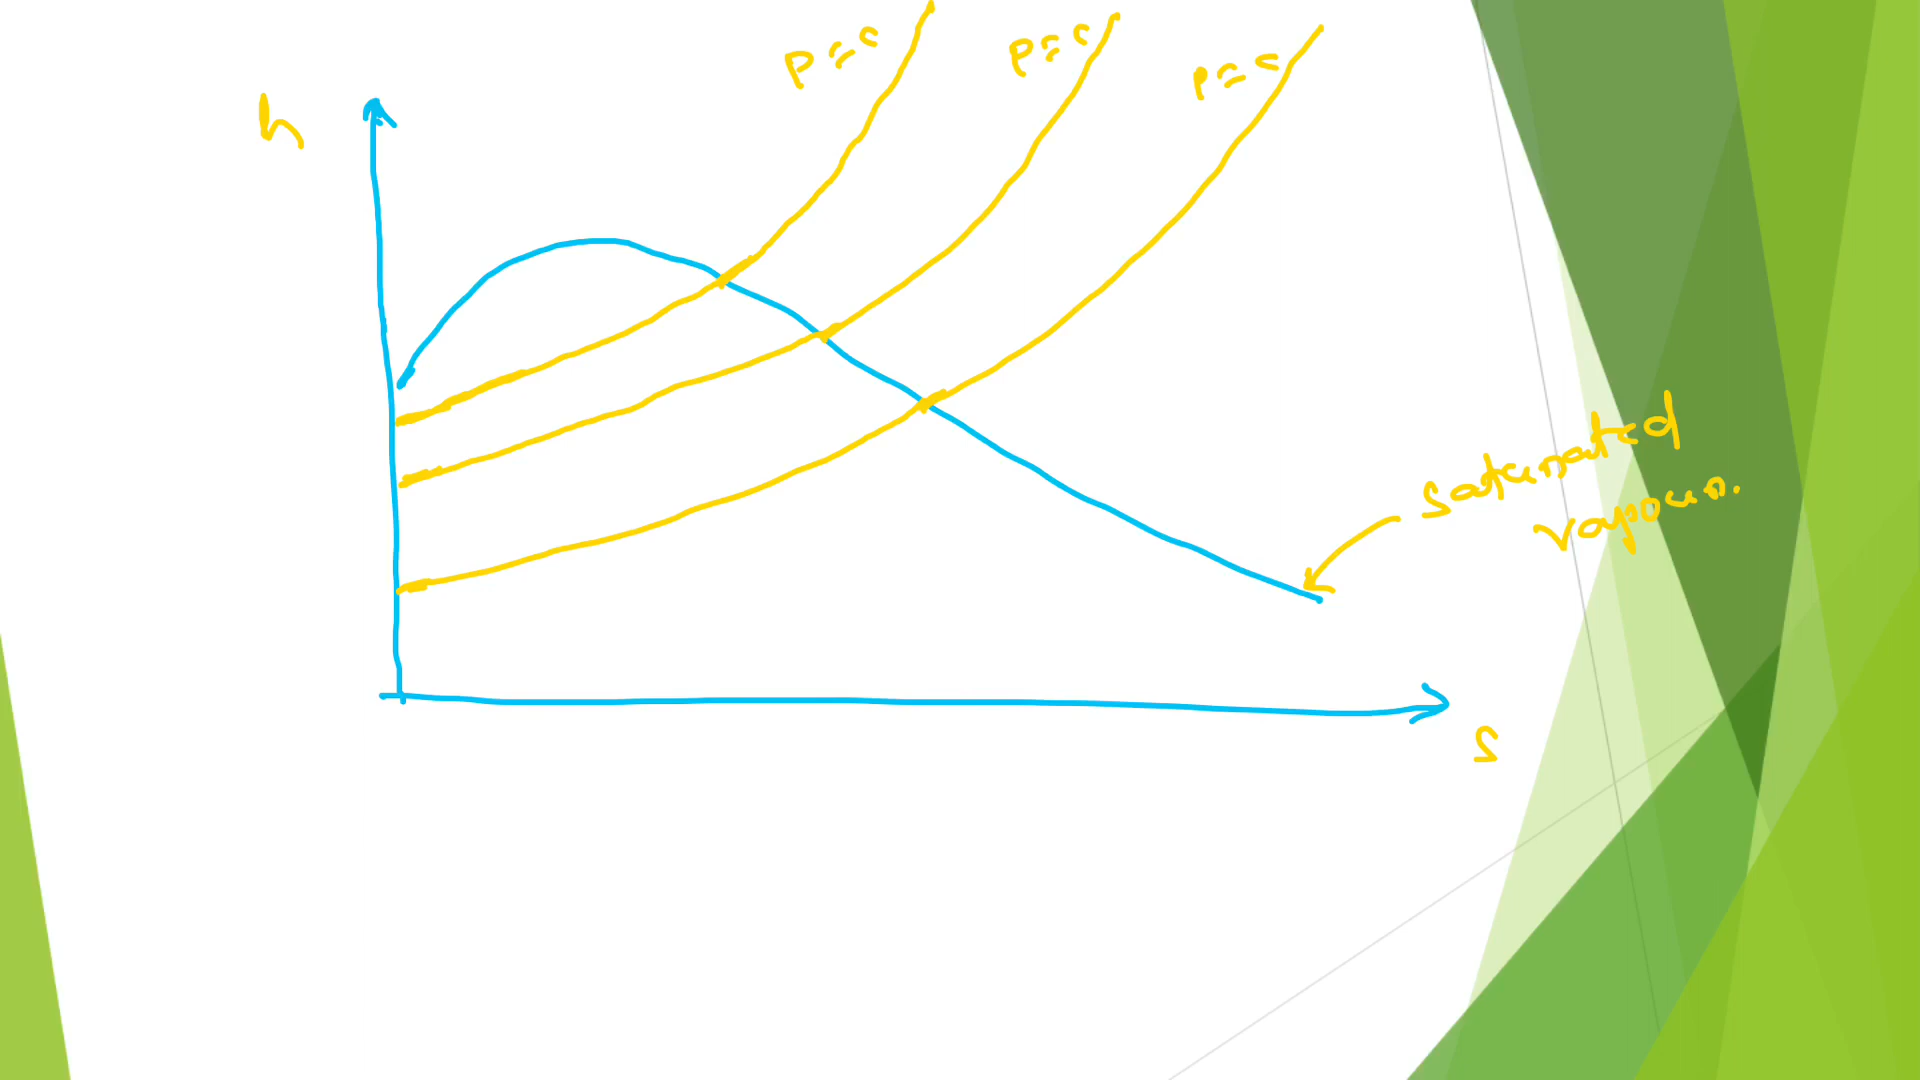 P=c
P=c
P=c
h
saturated
vapour.
s